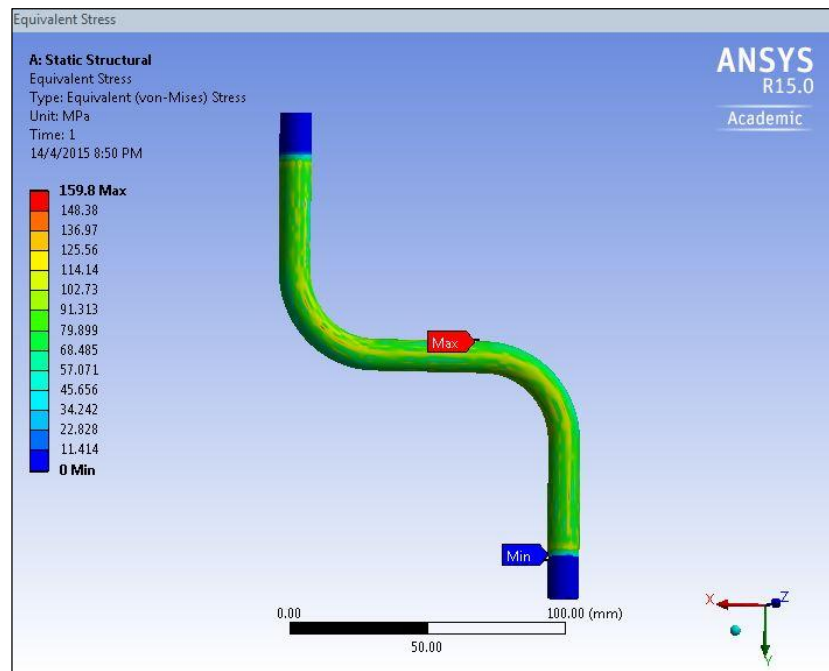 Equivalent Stress
A: Static Structural
Equivalent Stress
Type: Equivalent (von-Mises) Stress
Unit: MPa
Time: 1
14/4/2015 8:50 PM
159.8 Max
148.38
136.97
125.56
114.14
102.73
91.313
79.899
68.485
57.071
45.656
34.242
22.828
11.414
0 Min
ANSYS
R15.0
Academic
Max
Min
0.00
100.00 (mm)
50.00
X
Z
Y